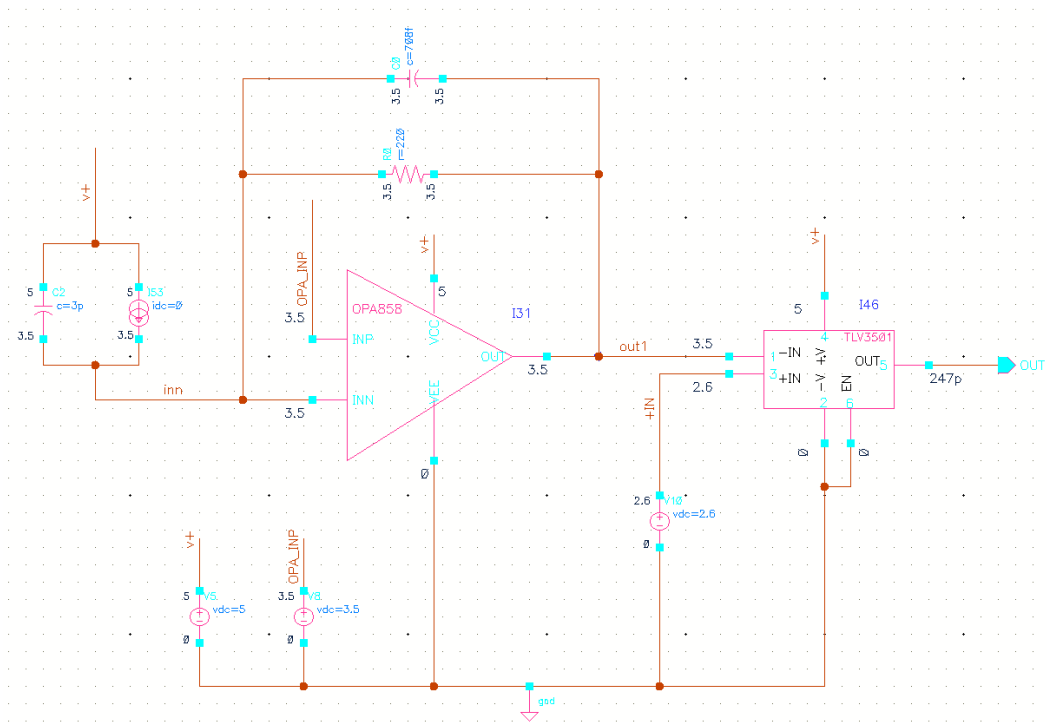 C0
c=708f
3.5
3.5
R0
r=220
3.5
3.5
v+
5
C2
c=3p
3.5
5
I53
idc=0
3.5
inn
OPA_INP
3.5
3.5
v+
5
OPA858
I31
INP
INN
VCC
VEE
OUT
3.5
0
out1
v+
5
I46
TLV3501
3.5
2.6
1
-IN
3
+IN
4
+V
-V
EN
2
6
OUT
5
247p
OUT
0
0
+IN
2.6
V10
vdc=2.6
0
v+
5
V5
vdc=5
0
OPA_INP
3.5
V8
vdc=3.5
0
gnd